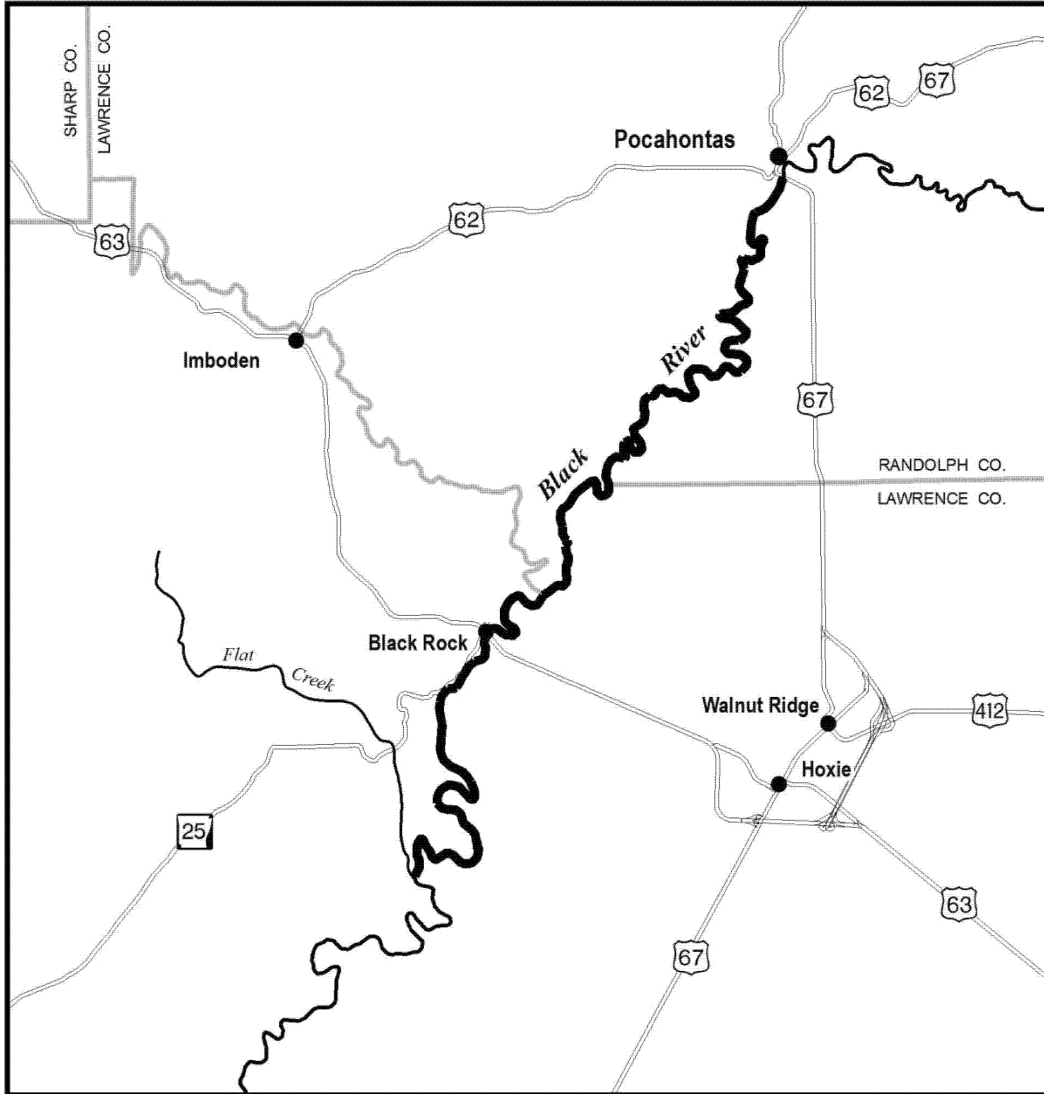 SHARP CO.
LAWRENCE CO.
67
62
Pocahontas
62
63
River
Imboden
67
Black
RANDOLPH CO.
LAWRENCE CO.
Black Rock
Flat
Creek
Walnut Ridge
412
Hoxie
25
63
67